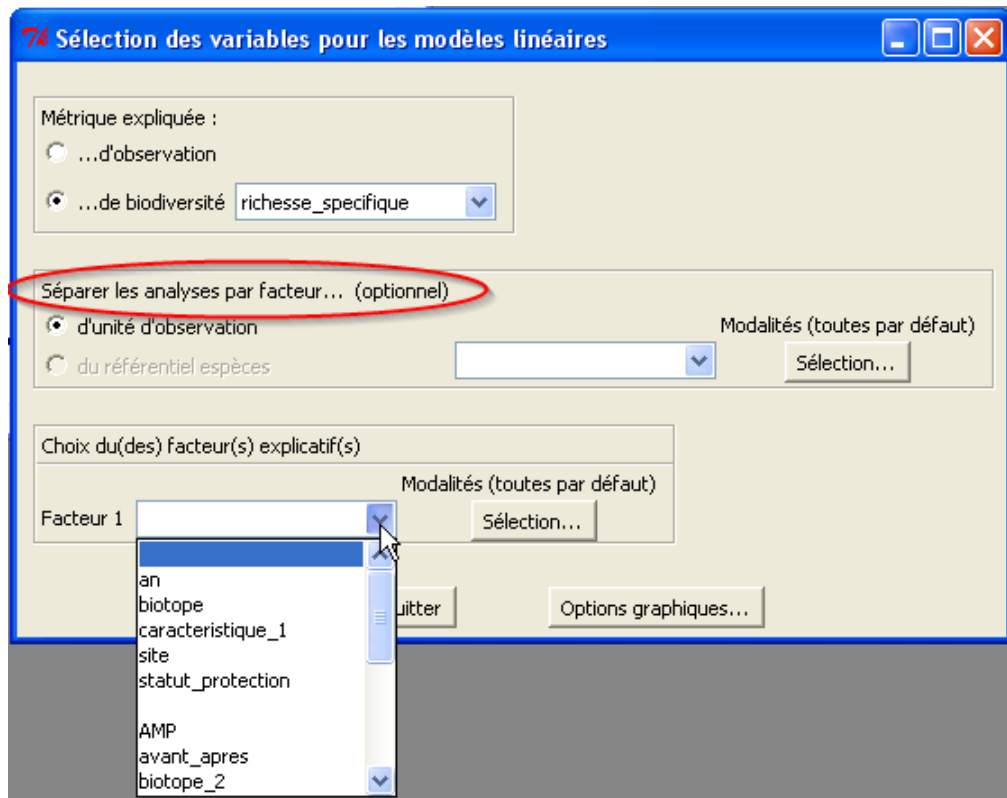 Sélection des variables pour les modèles linéaires
Métrique expliquée :
...d'observation
...de biodiversité richesse_specifique
Séparer les analyses par facteur... (optionnel)
d'unité d'observation
Modalités (toutes par défaut)
du référentiel espèces
Sélection...
Choix du(des) facteur(s) explicatif(s)
Modalités (toutes par défaut)
Facteur 1
Sélection...
an
biotope
caracteristique_1
site
statut_protection
AMP
avant_apres
biotope_2
uitter
Options graphiques...